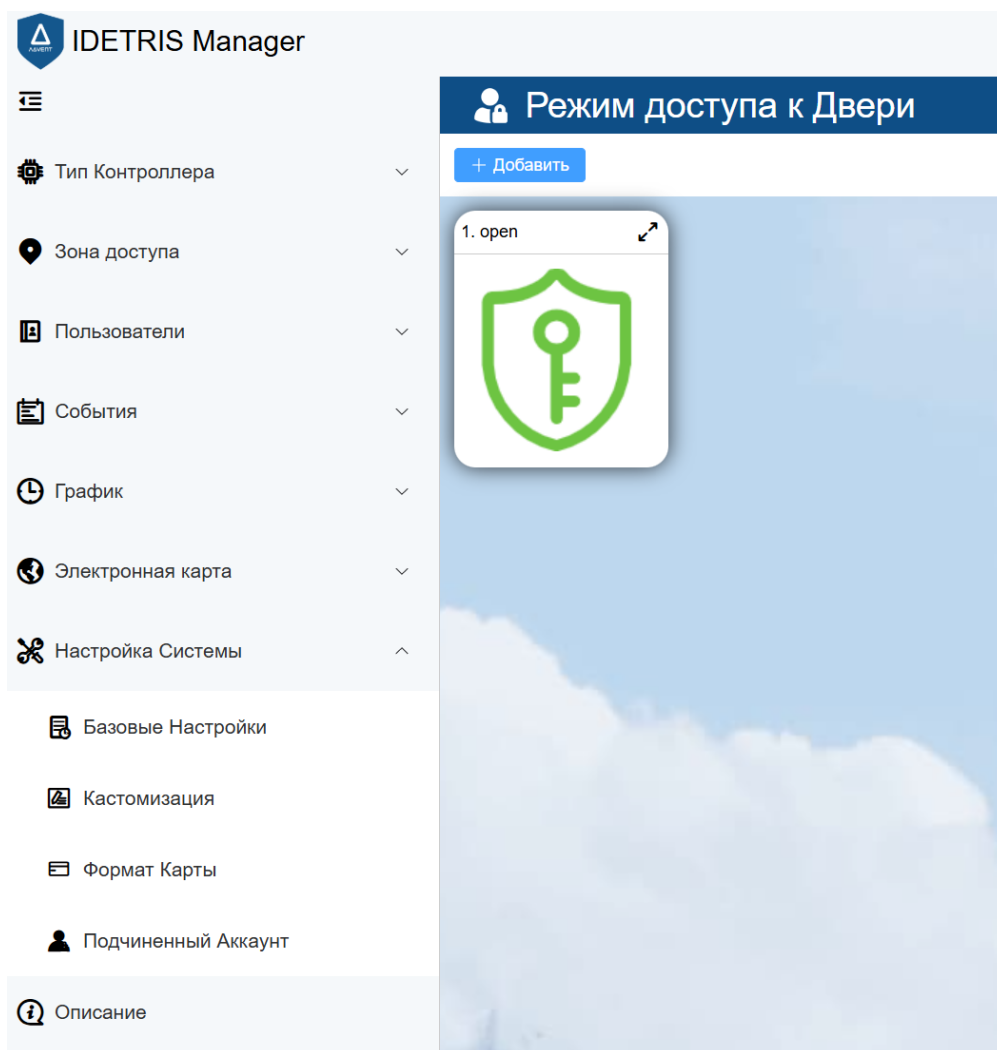 ADVENT
IDETRIS Manager
Режим доступа к Двери
+ Добавить
1. open
Тип Контроллера
Зона доступа
Пользователи
События
График
Электронная карта
Настройка Системы
Базовые Настройки
Кастомизация
Формат Карты
Подчиненный Аккаунт
Описание